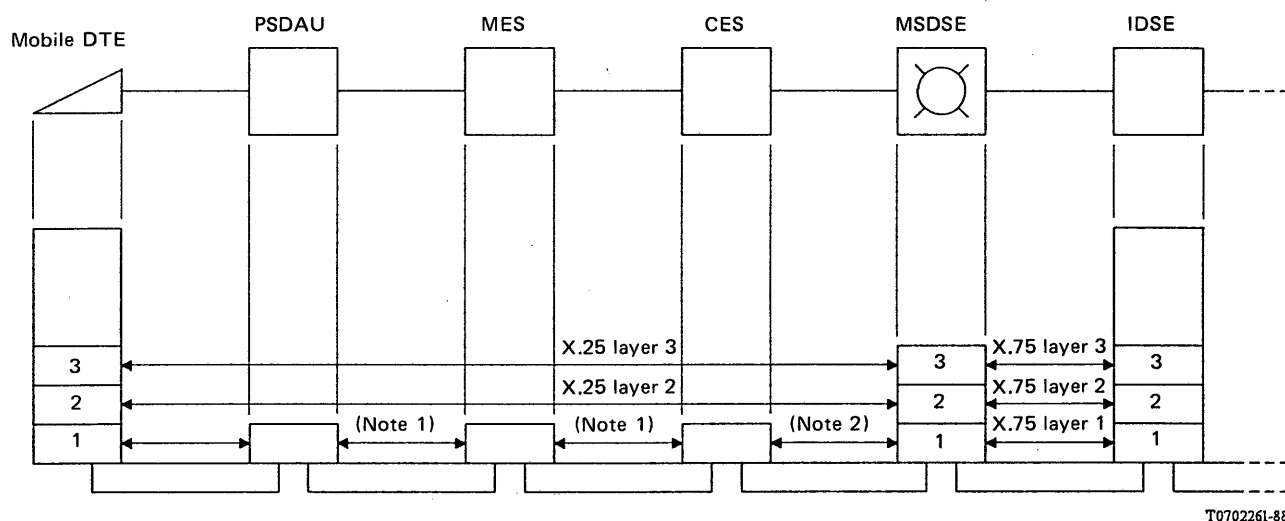 Mobile DTE
PSDAU
MES
CES
MSDSE
IDSE
X.25 layer 3
X.75 layer 3
3
3
3
X.25 layer 2
X.75 layer 2
2
2
2
(Note 1)
(Note 1)
(Note 2)
X.75 layer 1
1
1
1
T0702261-88